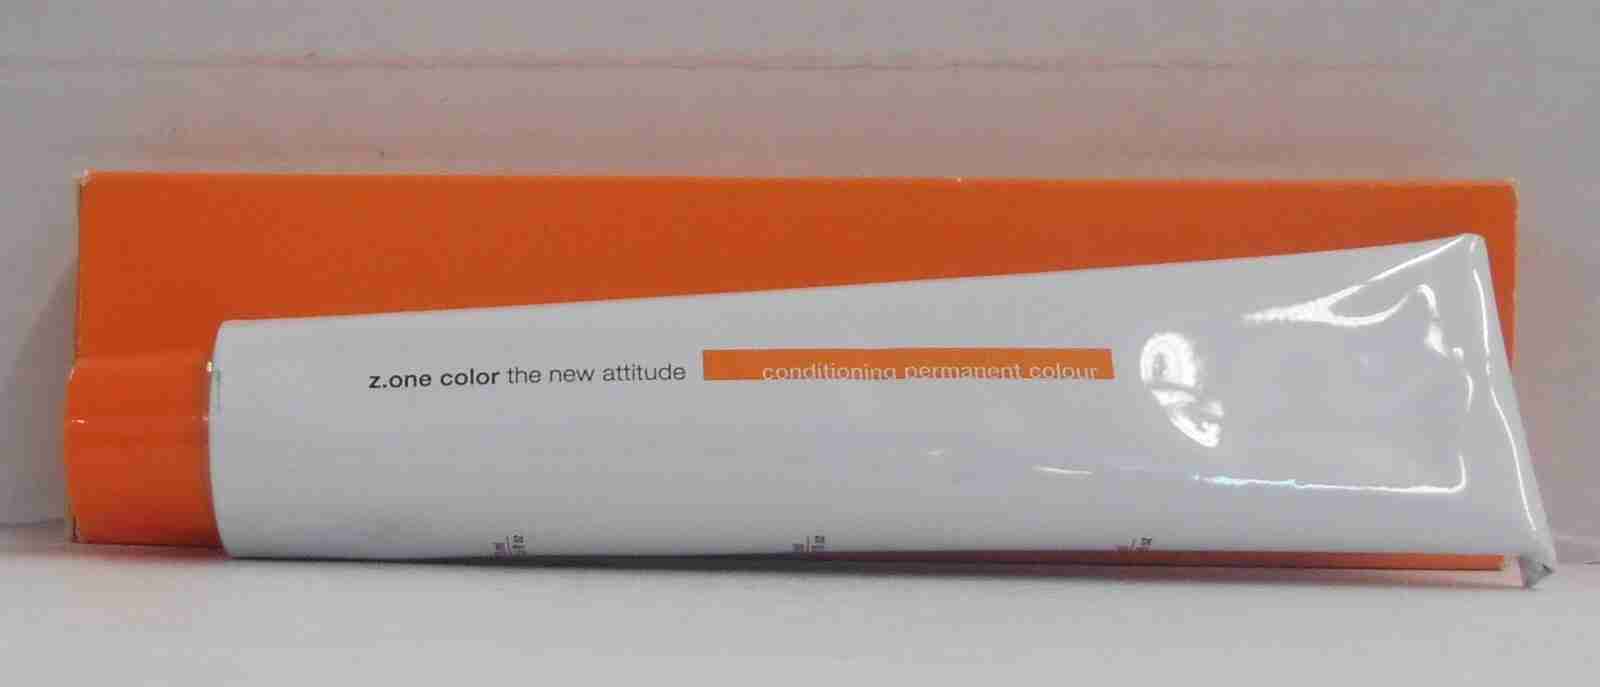 z.one color the new attitude conditioning permanent colour